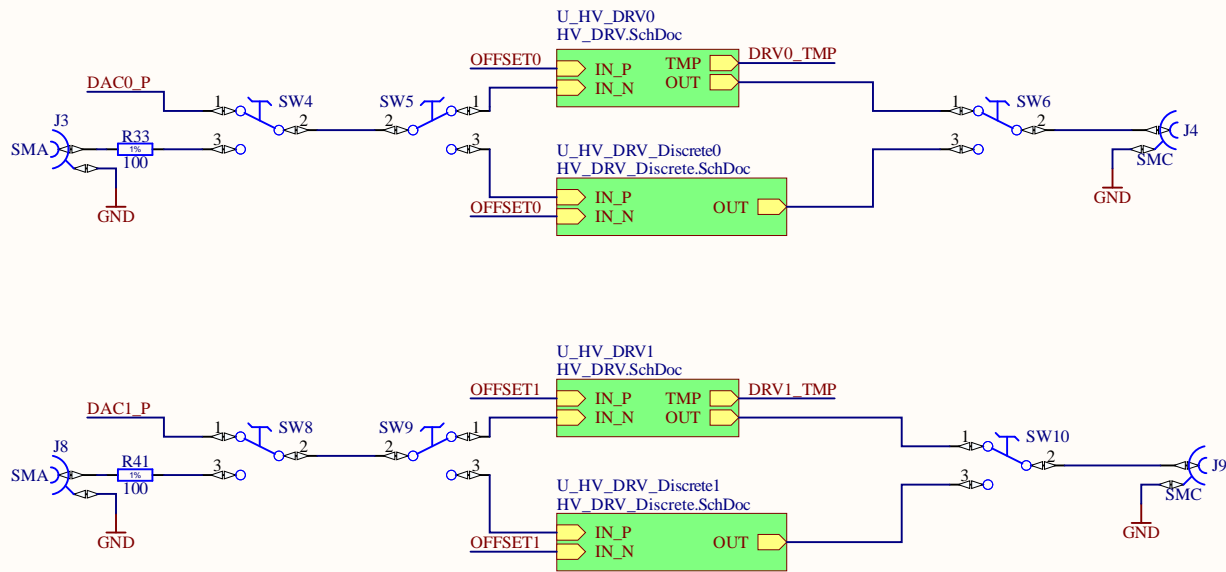 U_HV_DRV0
HV_DRV.SchDoc
OFFSET0
IN_P
TMP
DRV0_TMP
IN_N
OUT
DAC0_P
1
SW4
2
2
SW5
1
1
SW6
2
J4
SMC
GND
J3
SMA
R33
1%
100
3
GND
3
3
U_HV_DRV_Discrete0
HV_DRV_Discrete.SchDoc
IN_P
OFFSET0
IN_N
OUT
U_HV_DRV1
HV_DRV.SchDoc
OFFSET1
IN_P
TMP
DRV1_TMP
IN_N
OUT
DAC1_P
1
SW8
2
2
SW9
1
1
SW10
2
J9
SMC
GND
J8
SMA
R41
1%
100
3
GND
3
3
U_HV_DRV_Discrete1
HV_DRV_Discrete.SchDoc
IN_P
OFFSET1
IN_N
OUT